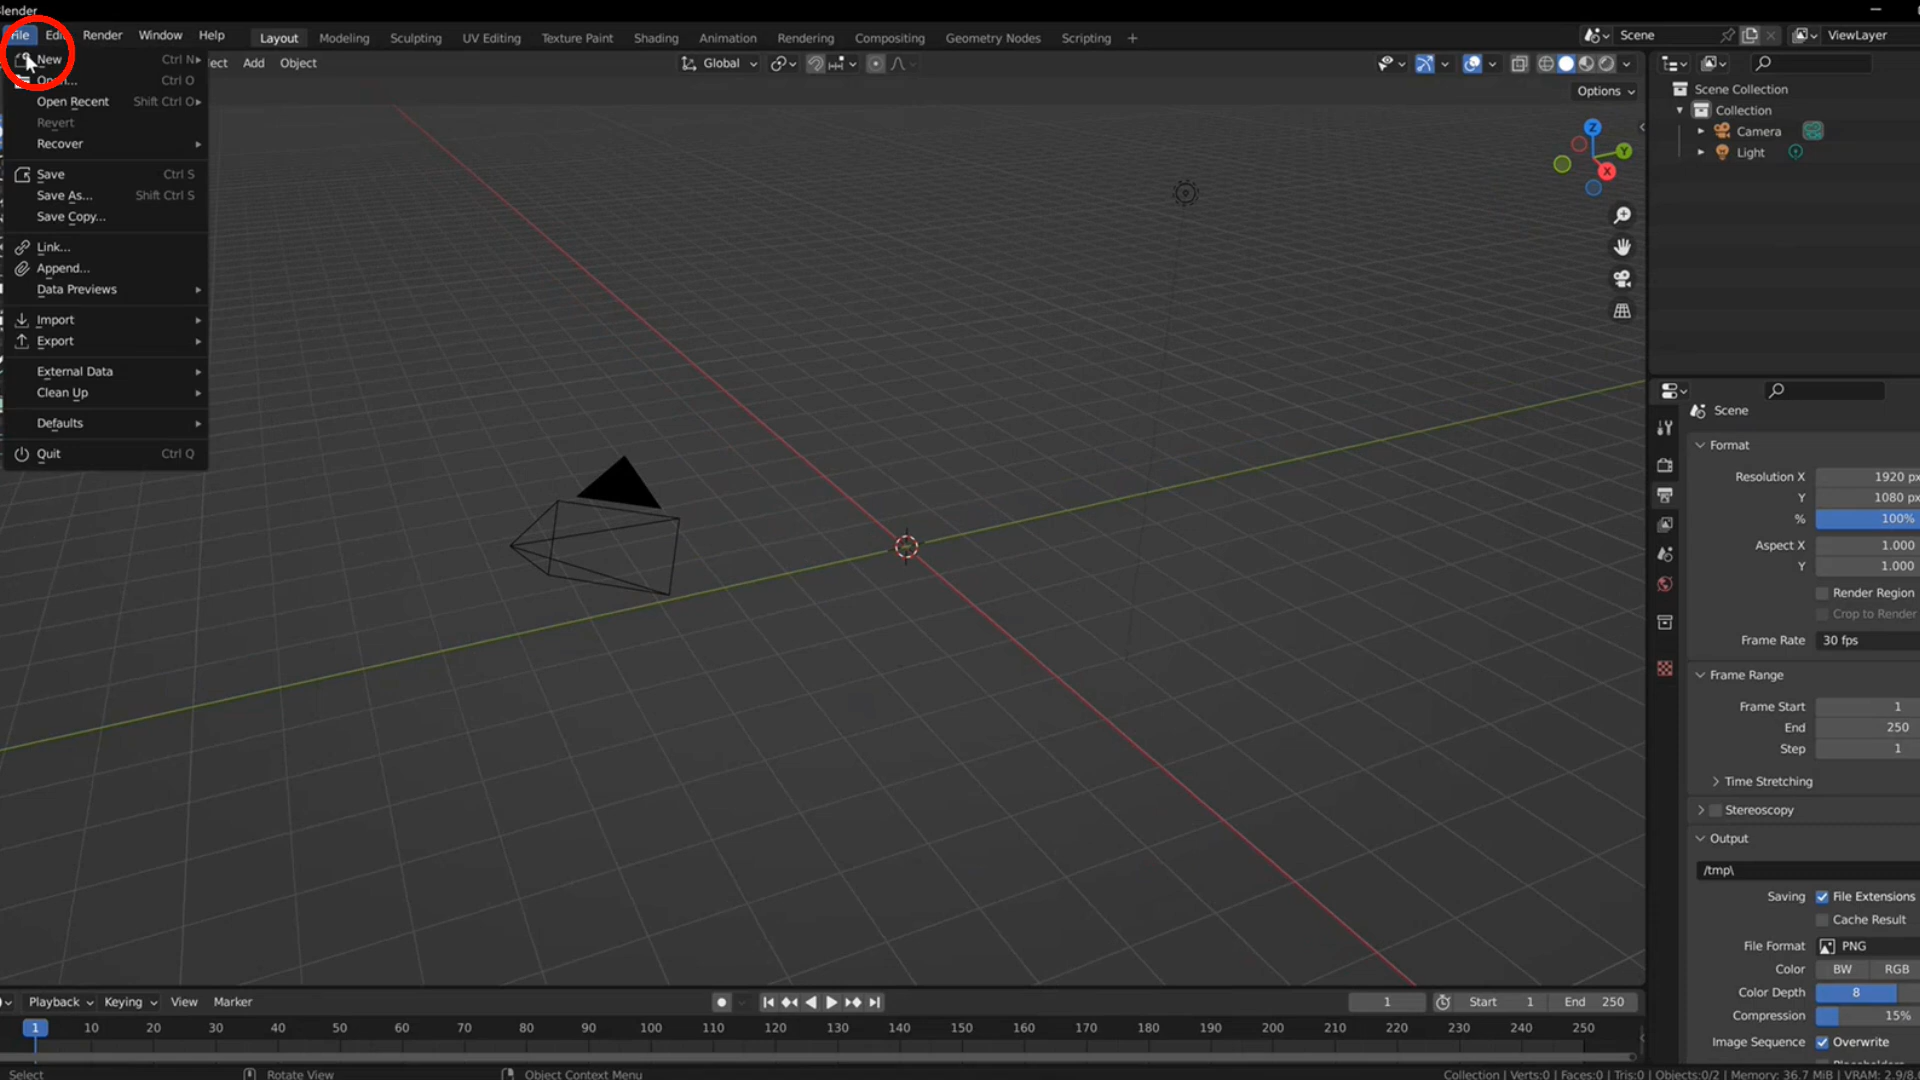 lender
File Edit Render Window Help Layout Modeling Sculpting UV Editing Texture Paint Shading Animation Rendering Compositing Geometry Nodes Scripting + Scene ViewLayer
ect Add Object Global
Options
New Ctrl N
Open... Ctrl O
Open Recent Shift Ctrl O
Revert
Recover
Save Ctrl S
Save As... Shift Ctrl S
Save Copy...
Link...
Append...
Data Previews
Import
Export
External Data
Clean Up
Defaults
Quit Ctrl Q
Z
Y
X
Scene Collection
Collection
Camera
Light
Scene
Format
Resolution X 1920 px
Y 1080 px
% 100%
Aspect X 1.000
Y 1.000
Render Region
Crop to Render
Frame Rate 30 fps
Frame Range
Frame Start 1
End 250
Step 1
Time Stretching
Stereoscopy
Output
/tmp\
Saving File Extensions
Cache Result
File Format PNG
Color BW RGB
Color Depth 8
Compression 15%
Image Sequence Overwrite
Playback Keying View Marker 1 Start 1 End 250
1 10 20 30 40 50 60 70 80 90 100 110 120 130 140 150 160 170 180 190 200 210 220 230 240 250
Select Rotate View Object Context Menu Collection | Verts:0 | Faces:0 | Tris:0 | Objects:0/2 | Memory: 36.7 MiB | VRAM: 2.9/8.